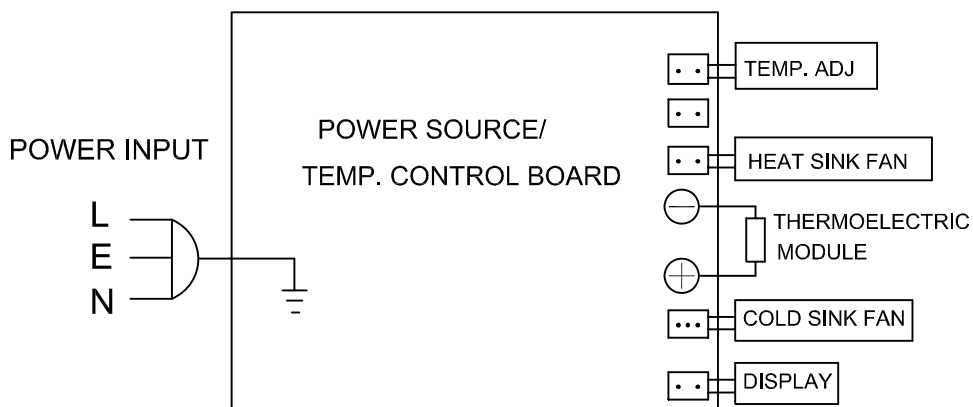 POWER INPUT
L
E
N
POWER SOURCE/
TEMP. CONTROL BOARD
TEMP. ADJ
HEAT SINK FAN
THERMOELECTRIC
MODULE
COLD SINK FAN
DISPLAY